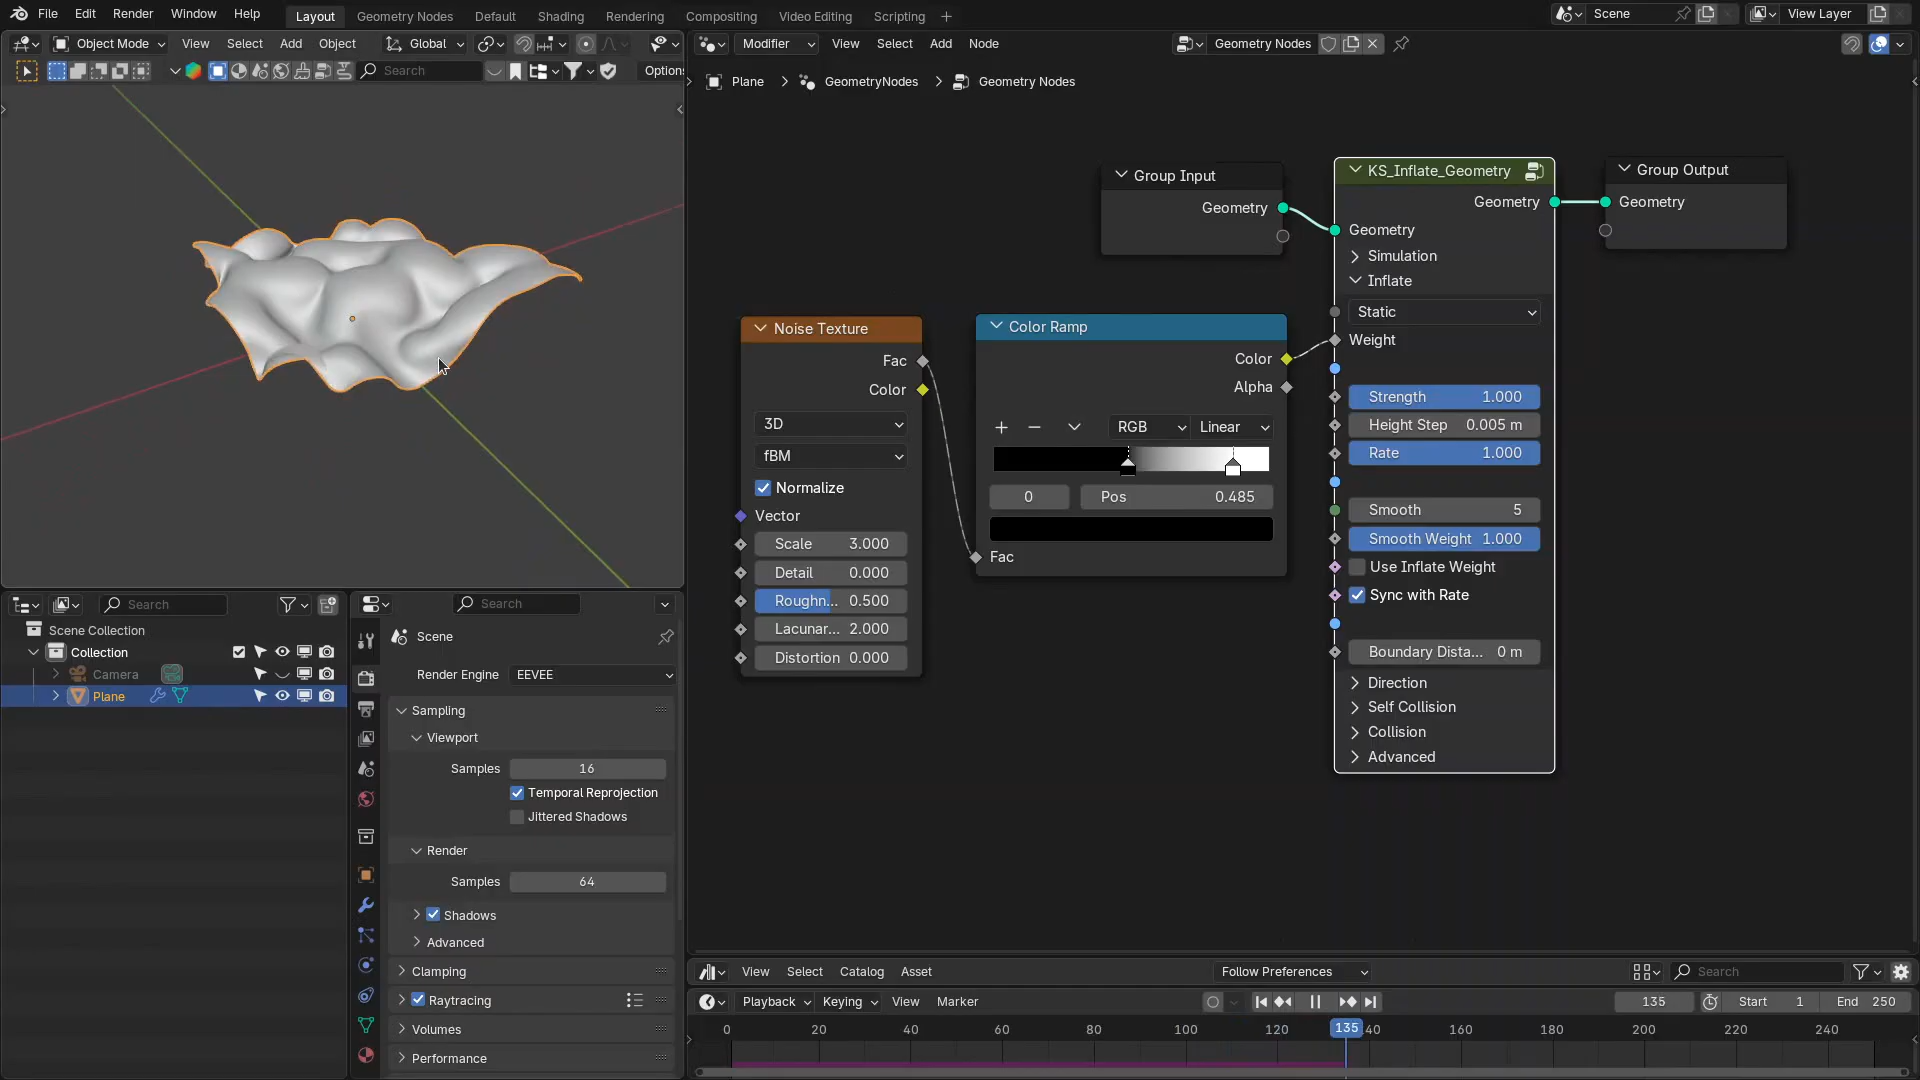 File Edit Render Window Help Layout Geometry Nodes Default Shading Rendering Compositing Video Editing Scripting Scene View Layer
Object Mode View Select Add Object Global
Search Options
Modifier View Select Add Node Geometry Nodes
Plane GeometryNodes Geometry Nodes
Group Input
Geometry
KS_Inflate_Geometry
Geometry
Geometry
Simulation
Inflate
Static
Weight
Strength 1.000
Height Step 0.005 m
Rate 1.000
Smooth 5
Smooth Weight 1.000
Use Inflate Weight
Sync with Rate
Boundary Dista... 0 m
Direction
Self Collision
Collision
Advanced
Group Output
Geometry
Noise Texture
Fac
Color
3D
fBM
Normalize
Vector
Scale 3.000
Detail 0.000
Roughn... 0.500
Lacunar... 2.000
Distortion 0.000
Color Ramp
Color
Alpha
RGB Linear
0 Pos 0.485
Fac
Search
Scene Collection
Collection
Camera
Plane
Search
Scene
Render Engine EEVEE
Sampling
Viewport
Samples 16
Temporal Reprojection
Jittered Shadows
Render
Samples 64
Shadows
Advanced
Clamping
Raytracing
Volumes
Performance
View Select Catalog Asset Follow Preferences Search
Playback Keying View Marker 135 Start 1 End 250
0 20 40 60 80 100 120 135 40 160 180 200 220 240